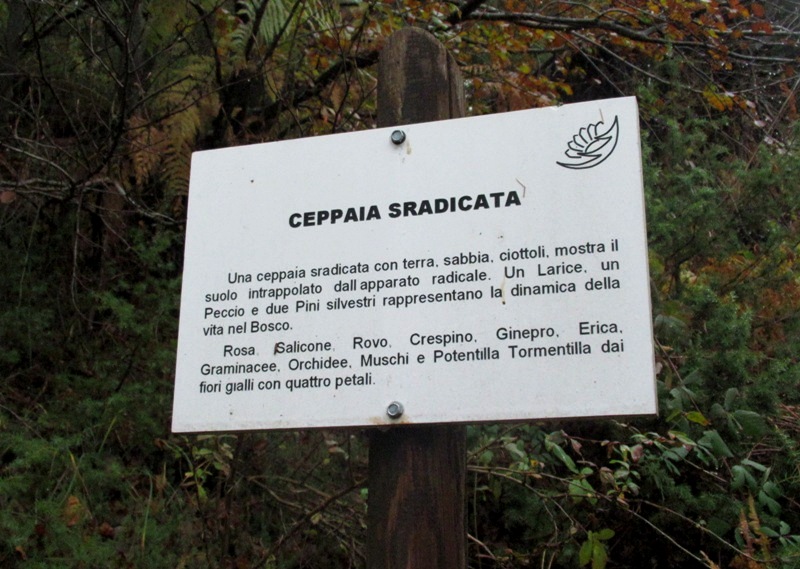 CEPPAIA SRADICATA
Una ceppaia sradicata con terra, sabbia, ciottoli, mostra il
suolo intrappolato dall'apparato radicale. Un Larice, un
Peccio e due Pini silvestri rappresentano la dinamica della
vita nel Bosco.
Rosa, Salicone, Rovo, Crespino, Ginepro, Erica,
Graminacee, Orchidee, Muschi e Potentilla Tormentilla dai
fiori gialli con quattro petali.